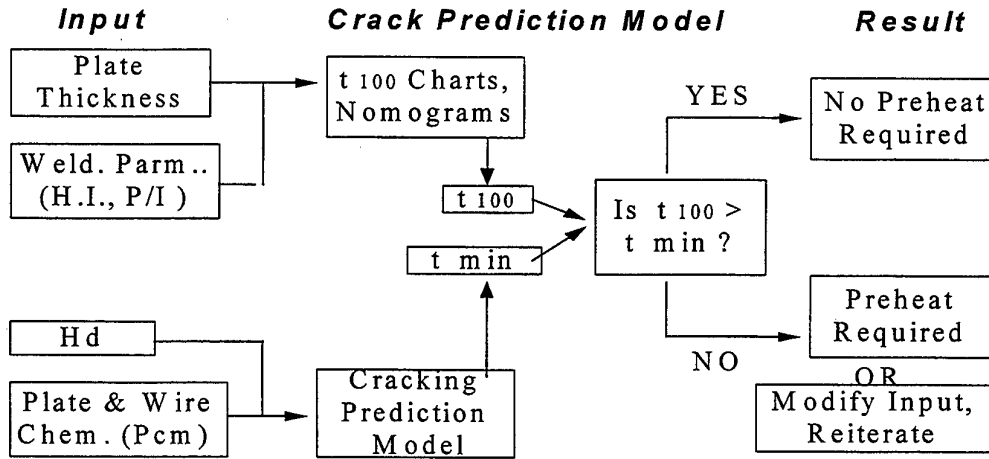 Input
Crack Prediction Model
Result
Plate
Thickness
t 100 Charts,
Nomograms
YES
No Preheat
Required
Weld. Parm..
(H.I., P/I )
t 100
Is t 100 >
t min ?
t min
Hd
Plate & Wire
Chem. (Pcm)
Cracking
Prediction
Model
NO
Preheat
Required
OR
Modify Input,
Reiterate